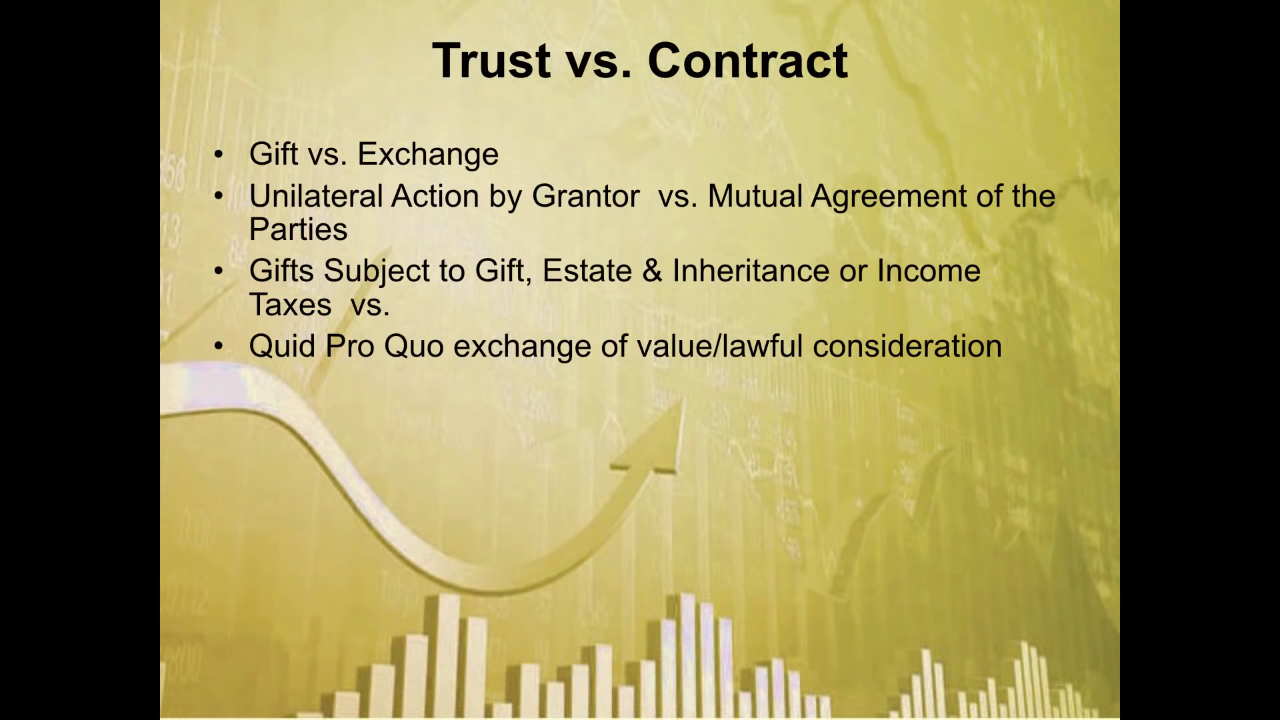 Trust vs. Contract
• Gift vs. Exchange
• Unilateral Action by Grantor  vs. Mutual Agreement of the
Parties
• Gifts Subject to Gift, Estate & Inheritance or Income
Taxes  vs.
• Quid Pro Quo exchange of value/lawful consideration